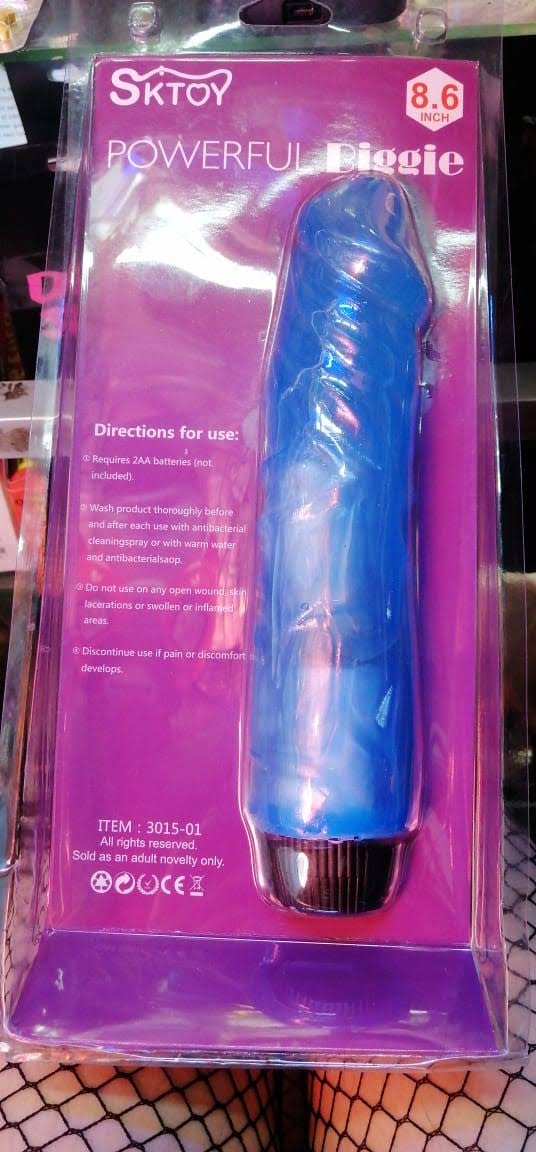 SKTOY
8.6
INCH
POWERFUL Biggie
Directions for use:
① Requires 2AA batteries (not
included).
② Wash product thoroughly before
and after each use with antibacterial
cleaningspray or with warm water
and antibacterialsaop.
③ Do not use on any open wound, skin
lacerations or swollen or inflamed
areas.
④ Discontinue use if pain or discomfort
develops.
ITEM : 3015-01
All rights reserved.
Sold as an adult novelty only.
CE